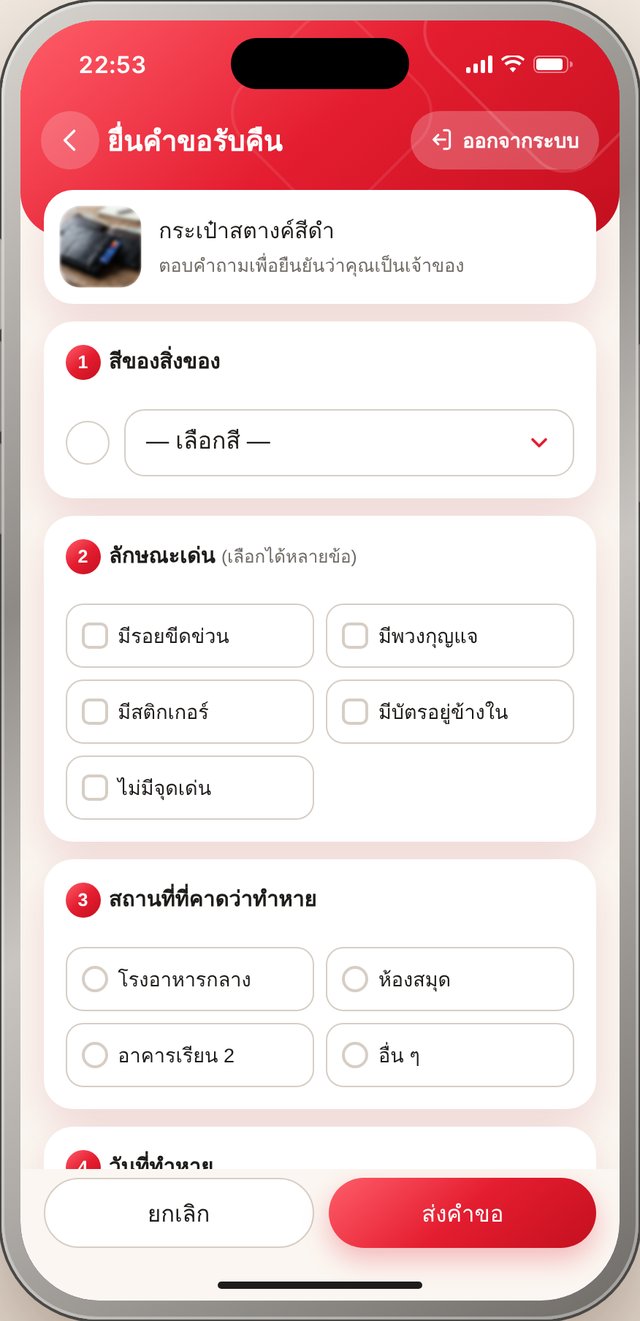 22:53
ยื่นคำขอรับคืน
ออกจากระบบ
กระเป๋าสตางค์สีดำ
ตอบคำถามเพื่อยืนยันว่าคุณเป็นเจ้าของ
1 สีของสิ่งของ
— เลือกสี —
2 ลักษณะเด่น (เลือกได้หลายข้อ)
มีรอยขีดข่วน
มีพวงกุญแจ
มีสติกเกอร์
มีบัตรอยู่ข้างใน
ไม่มีจุดเด่น
3 สถานที่ที่คาดว่าทำหาย
โรงอาหารกลาง
ห้องสมุด
อาคารเรียน 2
อื่น ๆ
4 วันที่ทำหาย
ยกเลิก
ส่งคำขอ